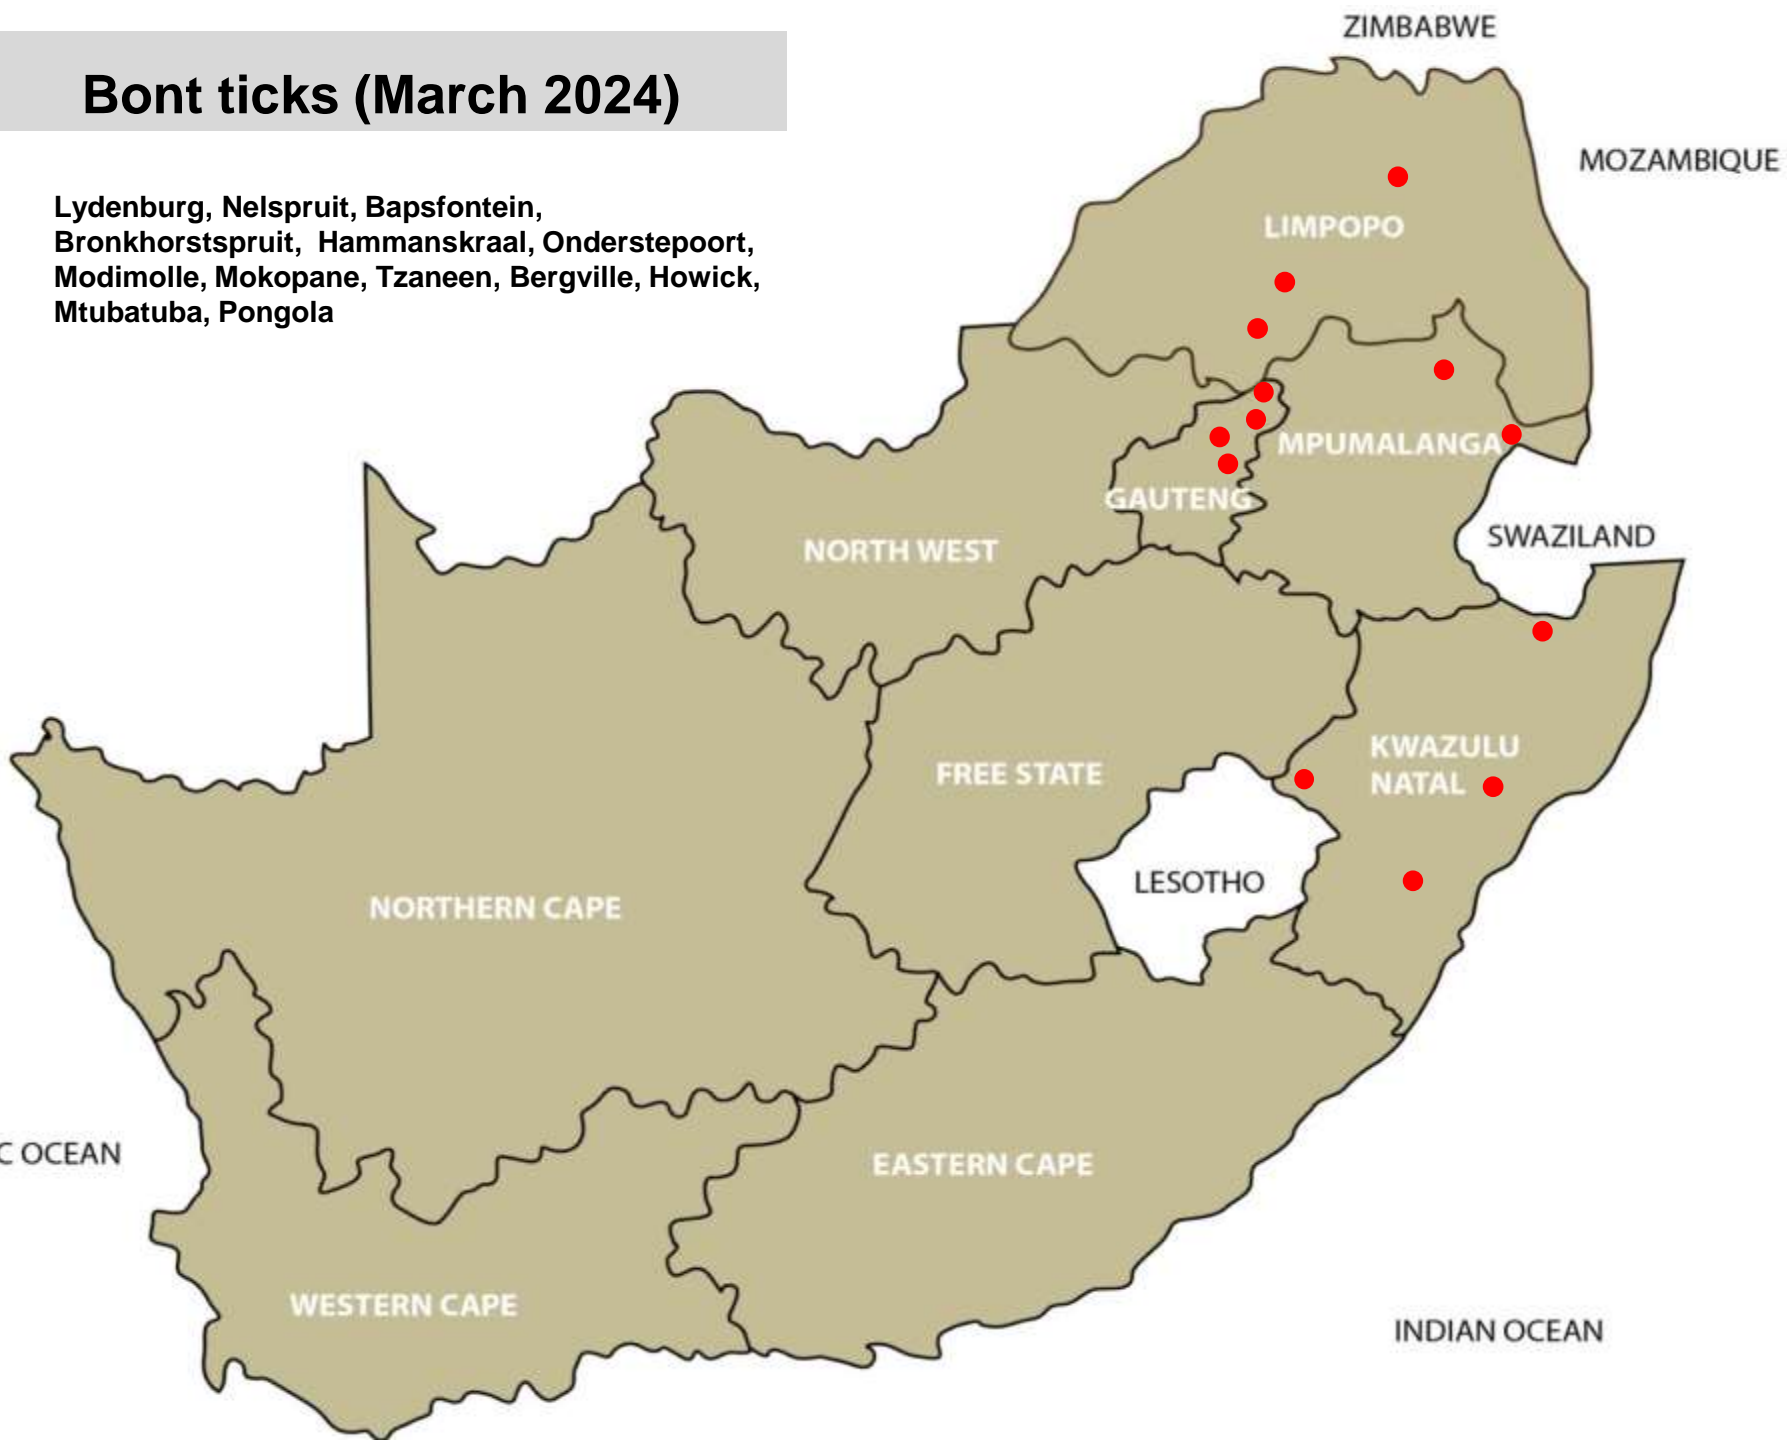 Bont ticks (March 2024)
Lydenburg, Nelspruit, Bapsfontein,
Bronkhorstspruit, Hammanskraal, Onderstepoort,
Modimolle, Mokopane, Tzaneen, Bergville, Howick,
Mtubatuba, Pongola
ZIMBABWE
MOZAMBIQUE
LIMPOPO
MPUMALANGA
GAUTENG
SWAZILAND
NORTH WEST
KWAZULU
NATAL
FREE STATE
LESOTHO
NORTHERN CAPE
C OCEAN
EASTERN CAPE
WESTERN CAPE
INDIAN OCEAN